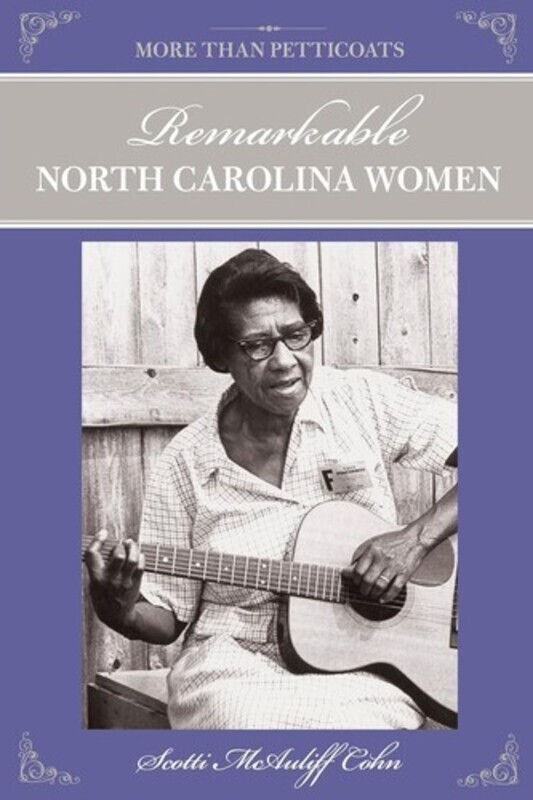 MORE THAN PETTICOATS
Remarkable
NORTH CAROLINA WOMEN
F
Scotti McAuliff Cohn